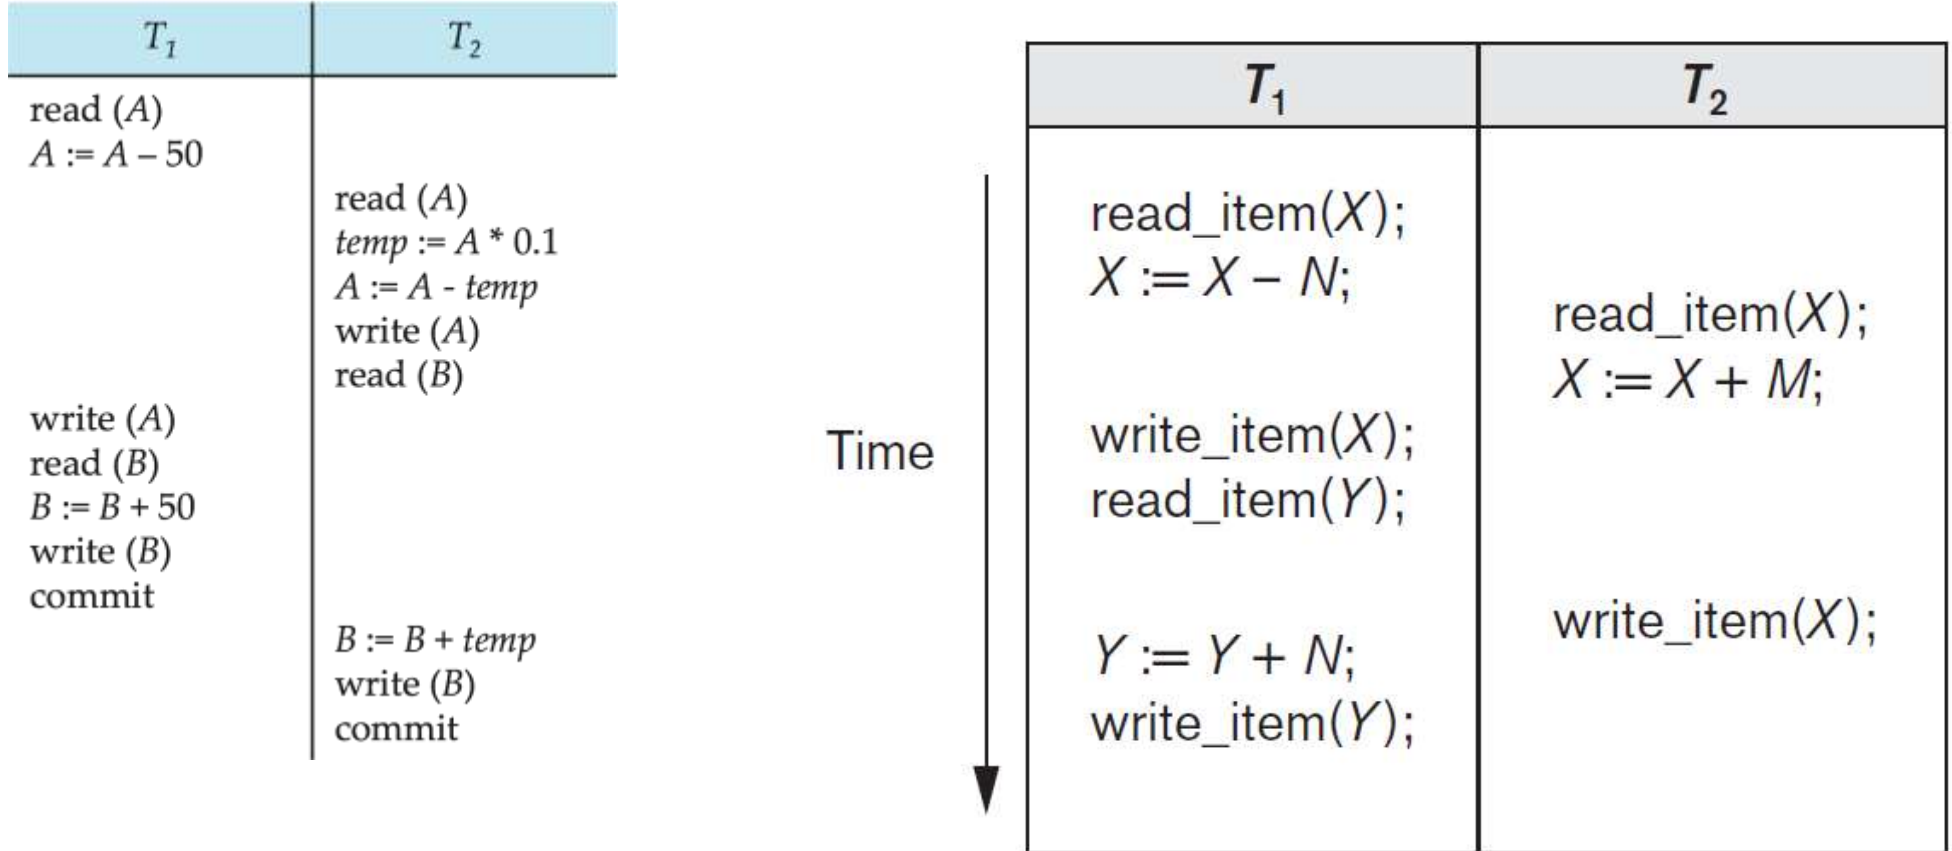 T1 T2
read (A)
A := A – 50
read (A)
temp := A * 0.1
A := A - temp
write (A)
read (B)
write (A)
read (B)
B := B + 50
write (B)
commit
B := B + temp
write (B)
commit
Time
T1 T2
read_item(X);
X := X – N;
read_item(X);
X := X + M;
write_item(X);
read_item(Y);
write_item(X);
Y := Y + N;
write_item(Y);